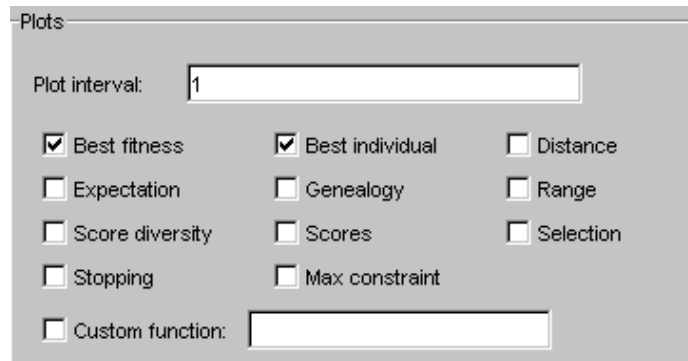 Plots
Plot interval: 1
Best fitness Best individual Distance
Expectation Genealogy Range
Score diversity Scores Selection
Stopping Max constraint
Custom function: